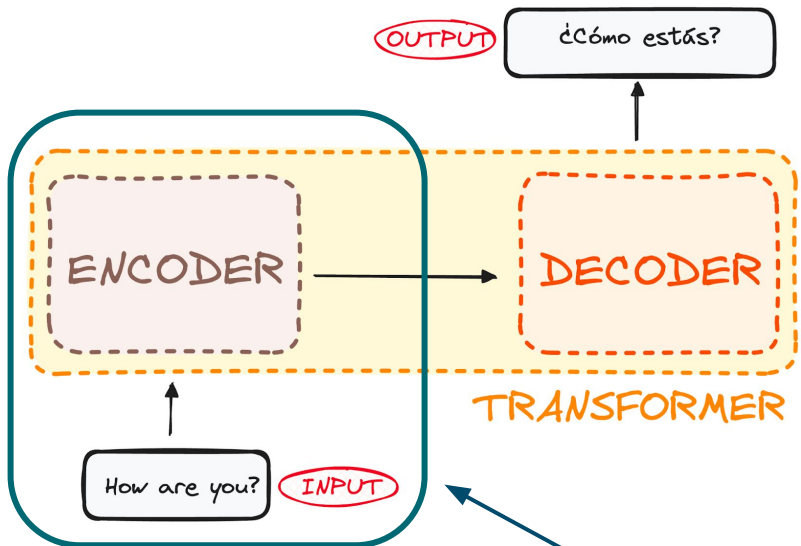 OUTPUT
¿Cómo estás?
ENCODER
DECODER
TRANSFORMER
How are you?
INPUT